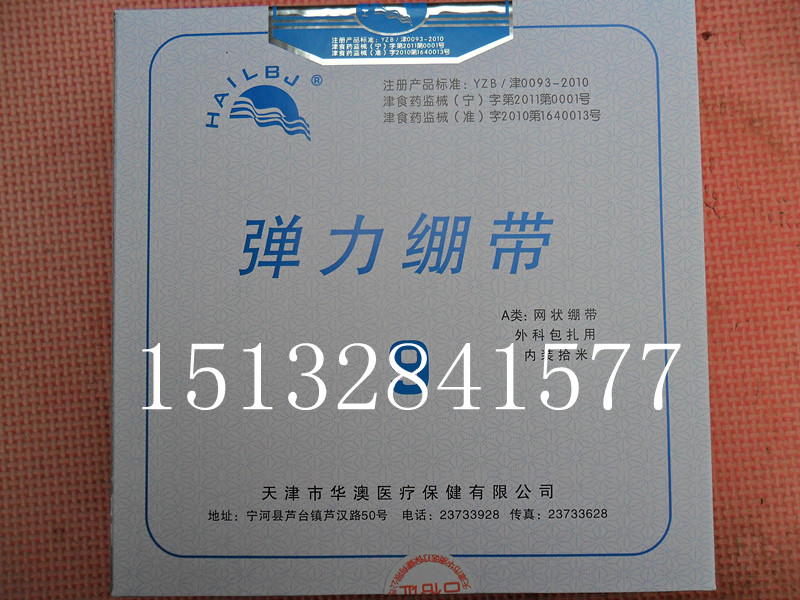 注册产品标准：YZB/津0093-2010
津食药监械（宁）字第2011第0001号
津食药监械（准）字2010第1640013号
HAILBJ®
注册产品标准：YZB/津0093-2010
津食药监械（宁）字第2011第0001号
津食药监械（准）字2010第1640013号
弹力绷带
A类：网状绷带
外科包扎用
内装拾米
8
15132841577
天津市华澳医疗保健有限公司
地址：宁河县芦台镇芦汉路50号 电话：23733928 传真：23733628